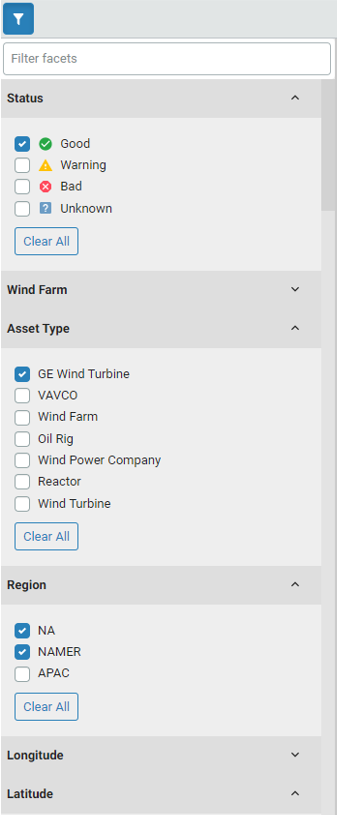 Filter facets
Status
Good
Warning
Bad
? Unknown
Clear All
Wind Farm
Asset Type
GE Wind Turbine
VAVCO
Wind Farm
Oil Rig
Wind Power Company
Reactor
Wind Turbine
Clear All
Region
NA
NAMER
APAC
Clear All
Longitude
Latitude